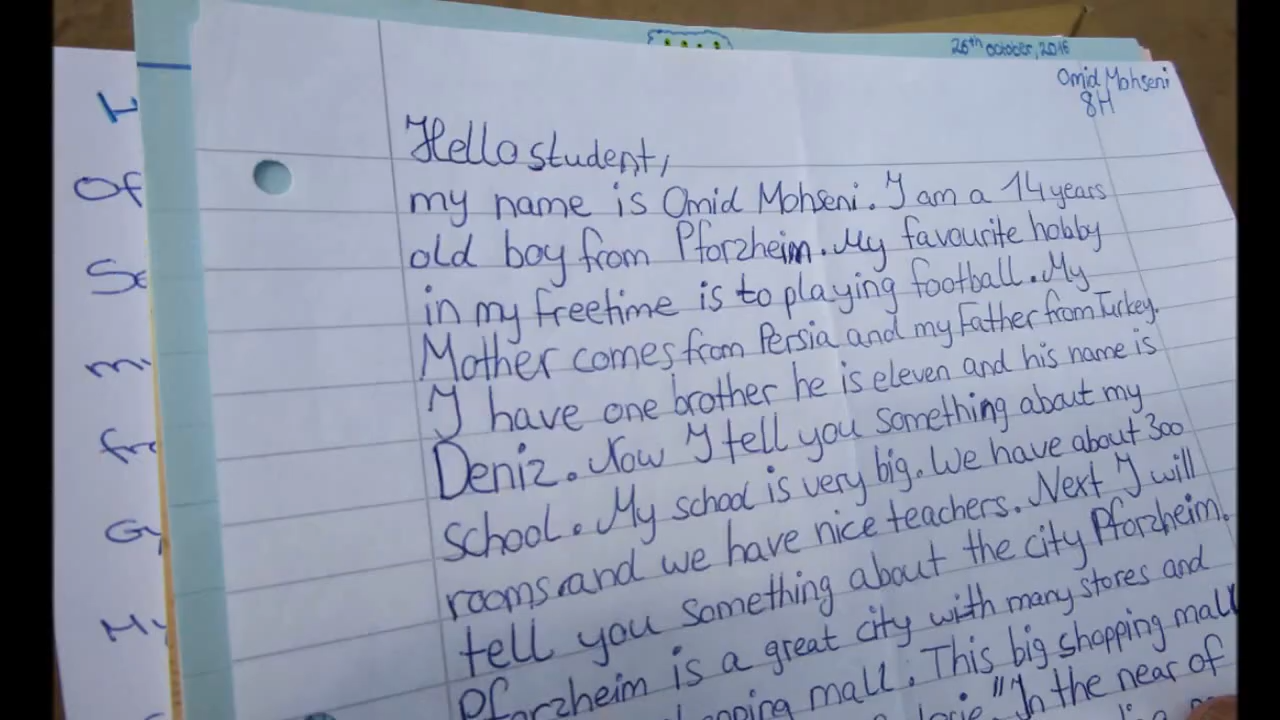 26th october, 2016
Omid Mohseni
8H
Hello student,
my name is Omid Mohseni. I am a 14 years
old boy from Pforzheim. My favourite hobby
in my freetime is to playing football. My
Mother comes from Persia and my Father from Turkey.
I have one brother he is eleven and his name is
Deniz. Now I tell you something about my
school. My school is very big. We have about 300
rooms and we have nice teachers. Next I will
tell you something about the city Pforzheim.
Pforzheim is a great city with many stores and
mall. This big shopping mall
"In the near of
I
Of